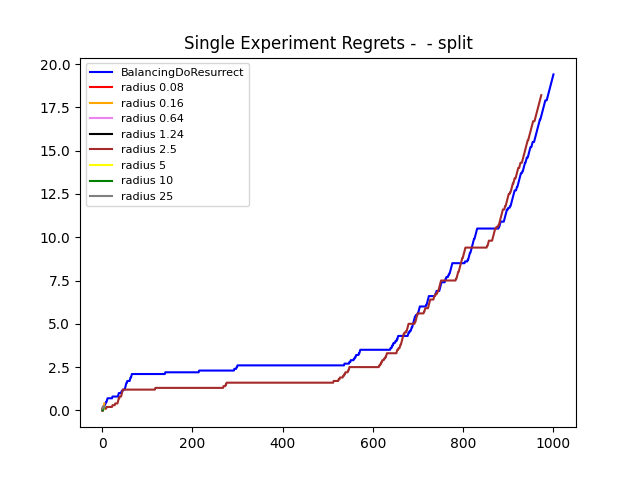 Single Experiment Regrets -  - split
20.0
17.5
15.0
12.5
10.0
7.5
5.0
2.5
0.0
BalancingDoResurrect
radius 0.08
radius 0.16
radius 0.64
radius 1.24
radius 2.5
radius 5
radius 10
radius 25
0 200 400 600 800 1000